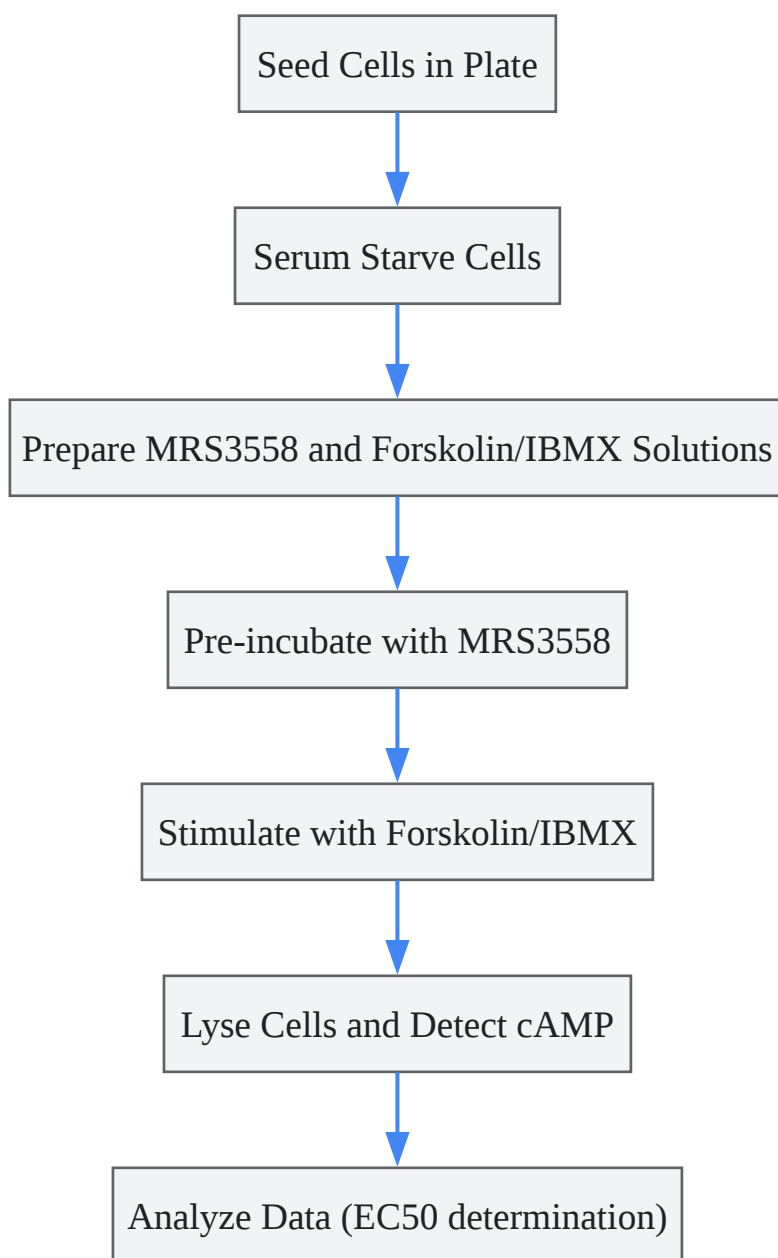 Seed Cells in Plate
Serum Starve Cells
Prepare MRS3558 and Forskolin/IBMX Solutions
Pre-incubate with MRS3558
Stimulate with Forskolin/IBMX
Lyse Cells and Detect cAMP
Analyze Data (EC50 determination)